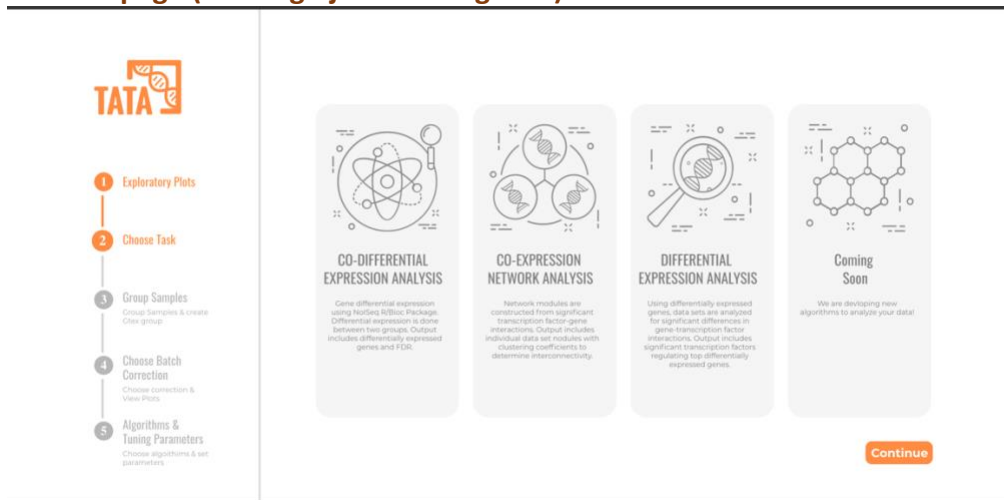 TATA
1 Exploratory Plots
2 Choose Task
3 Group Samples
Group Samples & create
Gtex group
4 Choose Batch
Correction
Choose correction &
View Plots
5 Algorithms &
Tuning Parameters
Choose algoithms & set
parameters
CO-DIFFERENTIAL
EXPRESSION ANALYSIS
Gene differential expression
using NoISeq R/Bioc Package.
Differential expression is done
between two groups. Output
includes differentially expressed
genes and FDR.
CO-EXPRESSION
NETWORK ANALYSIS
Network modules are
constructed from significant
transcription factor-gene
interactions. Output includes
individual data set nodules with
clustering coefficients to
determine interconnectivity.
DIFFERENTIAL
EXPRESSION ANALYSIS
Using differentially expressed
genes, data sets are analyzed
for significant differences in
gene-transcription factor
interactions. Output includes
significant transcription factors
regulating top differentially
expressed genes.
Coming
Soon
We are devloping new
algorithms to analyze your data!
Continue